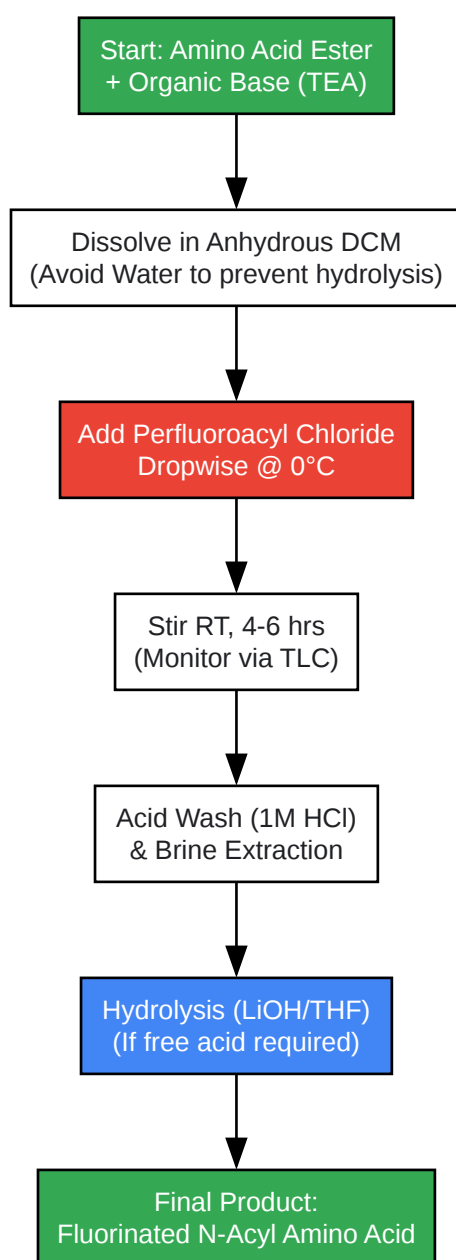 Start: Amino Acid Ester
+ Organic Base (TEA)
Dissolve in Anhydrous DCM
(Avoid Water to prevent hydrolysis)
Add Perfluoroacyl Chloride
Dropwise @ 0°C
Stir RT, 4-6 hrs
(Monitor via TLC)
Acid Wash (1M HCl)
& Brine Extraction
Hydrolysis (LiOH/THF)
(If free acid required)
Final Product:
Fluorinated N-Acyl Amino Acid